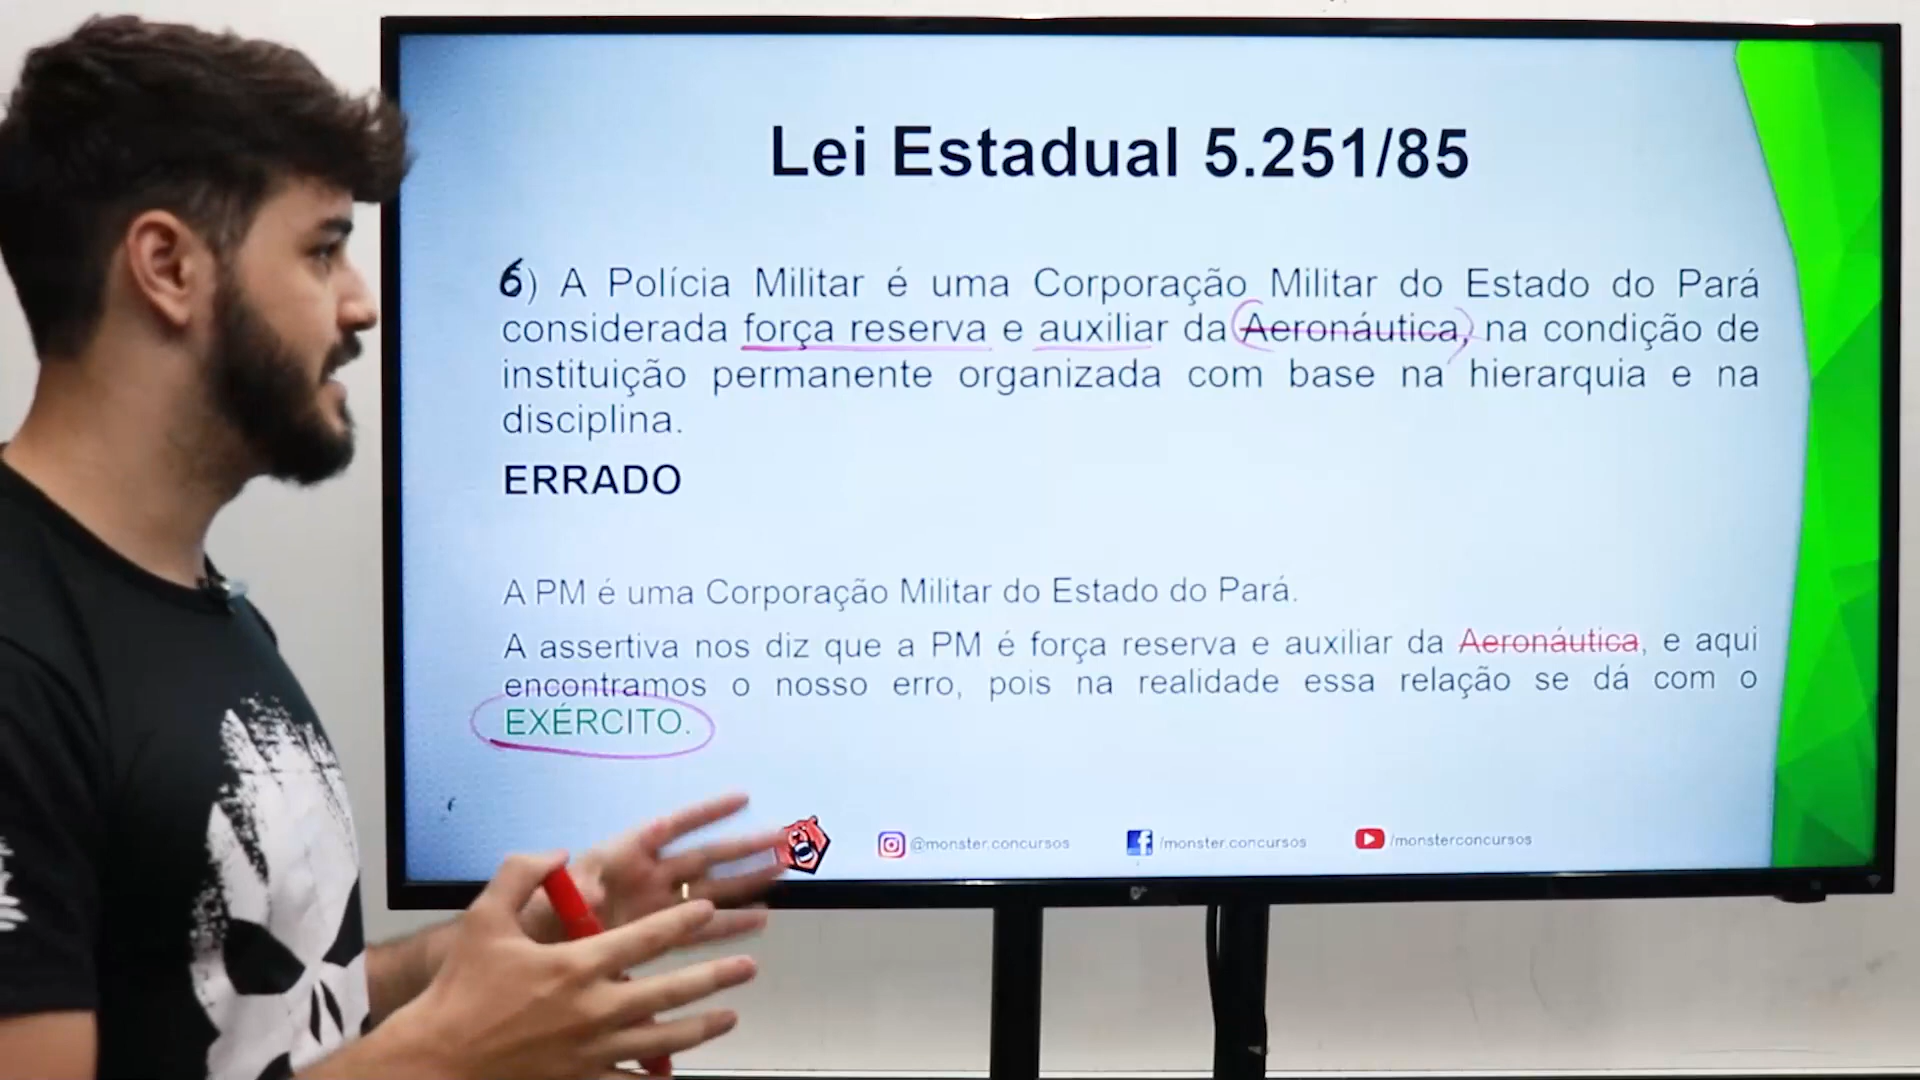 Lei Estadual 5.251/85
6) A Polícia Militar é uma Corporação Militar do Estado do Pará
considerada força reserva e auxiliar da Aeronáutica, na condição de
instituição permanente organizada com base na hierarquia e na
disciplina.
ERRADO
A PM é uma Corporação Militar do Estado do Pará.
A assertiva nos diz que a PM é força reserva e auxiliar da Aeronáutica, e aqui
encontramos o nosso erro, pois na realidade essa relação se dá com o
EXÉRCITO.
@monster.concursos /monster.concursos /monsterconcursos